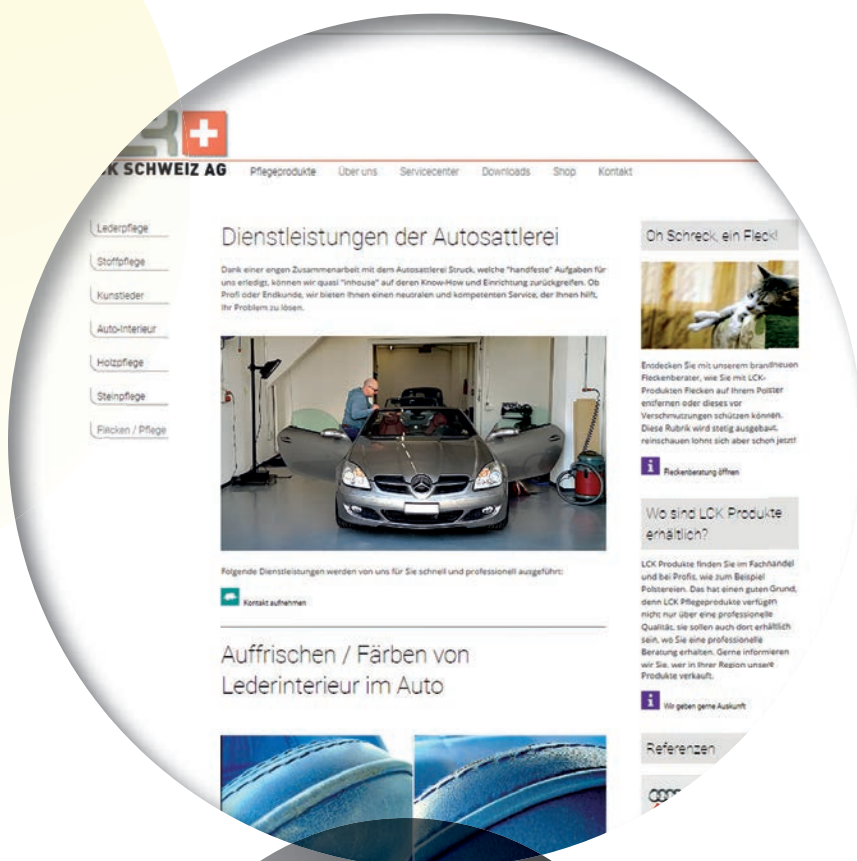 CK SCHWEIZ AG
Pflegeprodukte Über uns Servicecenter Downloads Shop Kontakt
Lederpflege
Stoffpflege
Kunstleder
Auto-Interieur
Holzpflege
Steinpflege
Flecken / Pflege
Dienstleistungen der Autosattlerei
Dank einer engen Zusammenarbeit mit dem Autosattlerei Struck, welche "handfeste" Aufgaben für
uns erledigt, können wir quasi "inhouse" auf deren Know-How und Einrichtung zurückgreifen. Ob
Profi oder Endkunde, wir bieten Ihnen einen neuoralen und kompetenten Service, der Ihnen hilft,
Ihr Problem zu lösen.
Folgende Dienstleistungen werden von uns für Sie schnell und professionell ausgeführt:
Kontakt aufnehmen
Auffrischen / Färben von
Lederinterieur im Auto
Oh Schreck, ein Fleck!
Endecken Sie mit unserem brandneuen
Fleckenberater, wie Sie mit LCK-
Produkten Flecken auf Ihrem Polster
entfernen oder dieses vor
Verschmutzungen schützen können.
Diese Rubrik wird stetig ausgebaut,
reinschauen lohnt sich aber schon jetzt!
Fleckenberatung öffnen
Wo sind LCK Produkte
erhältlich?
LCK Produkte finden Sie im Fachhandel
und bei Profis, wie zum Beispiel
Polstereien. Das hat einen guten Grund,
denn LCK Pflegeprodukte verfügen
nicht nur über eine professionelle
Qualität, sie sollen auch dort erhältlich
sein, wo Sie eine professionelle
Beratung erhalten. Gerne informieren
wir Sie, wer in Ihrer Region unsere
Produkte verkauft.
Wir geben gerne Auskunft
Referenzen